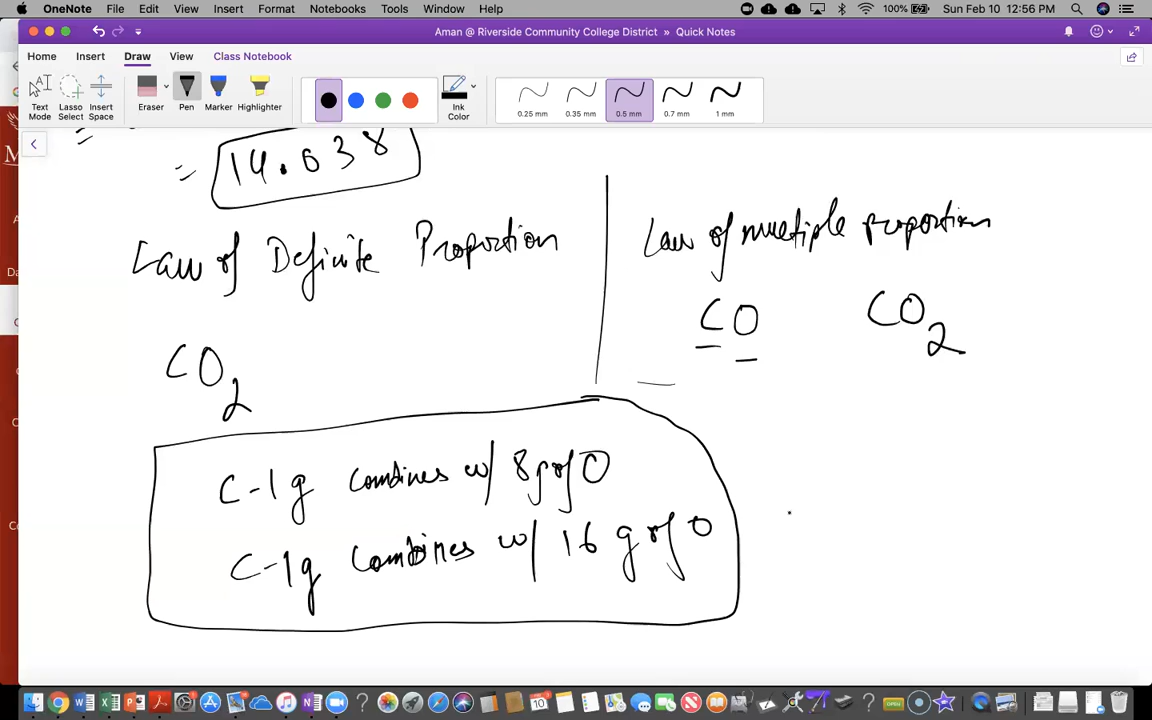 OneNote File Edit View Insert Format Notebooks Tools Window Help 100% Sun Feb 10 12:56 PM
Aman @ Riverside Community College District » Quick Notes
Home Insert Draw View Class Notebook
Text Mode Lasso Select Insert Space Eraser Pen Marker Highlighter Ink Color 0.25 mm 0.35 mm 0.5 mm 0.7 mm 1 mm
= 14.038
Law of Definite Proportion
Law of multiple proportion
CO CO2
CO2
C-1g combines w/ 8 g of O
C-1g Combines w/ 16 g of O